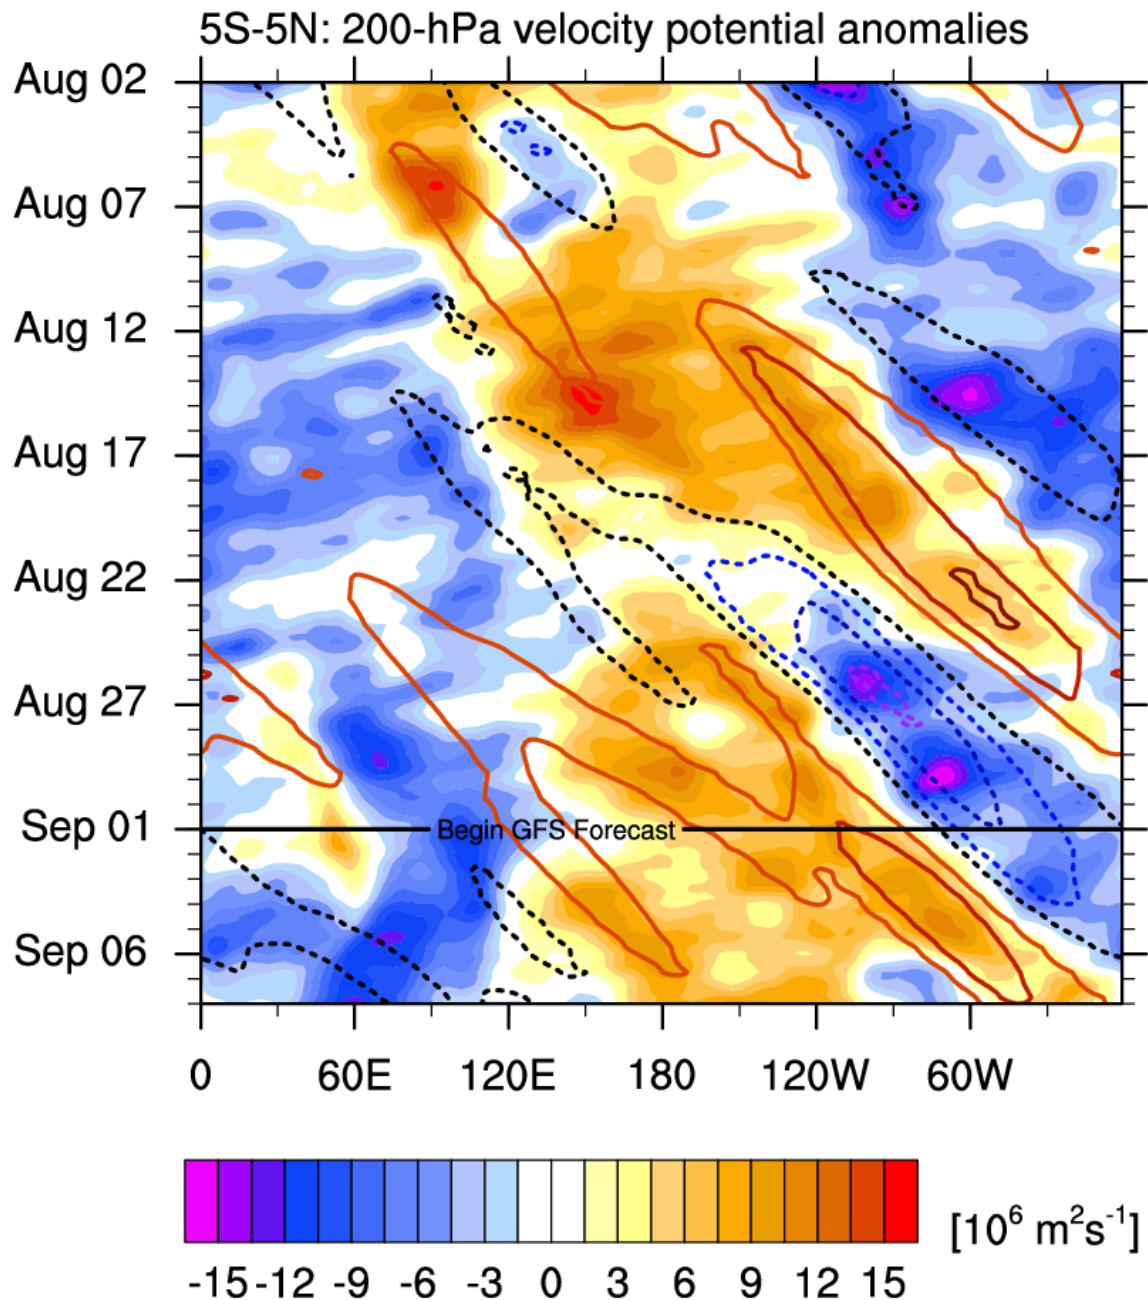 5S-5N: 200-hPa velocity potential anomalies
Aug 02
Aug 07
Aug 12
Aug 17
Aug 22
Aug 27
Sep 01
Begin GFS Forecast
Sep 06
0 60E 120E 180 120W 60W
[10⁶ m²s⁻¹]
-15 -12 -9 -6 -3 0 3 6 9 12 15